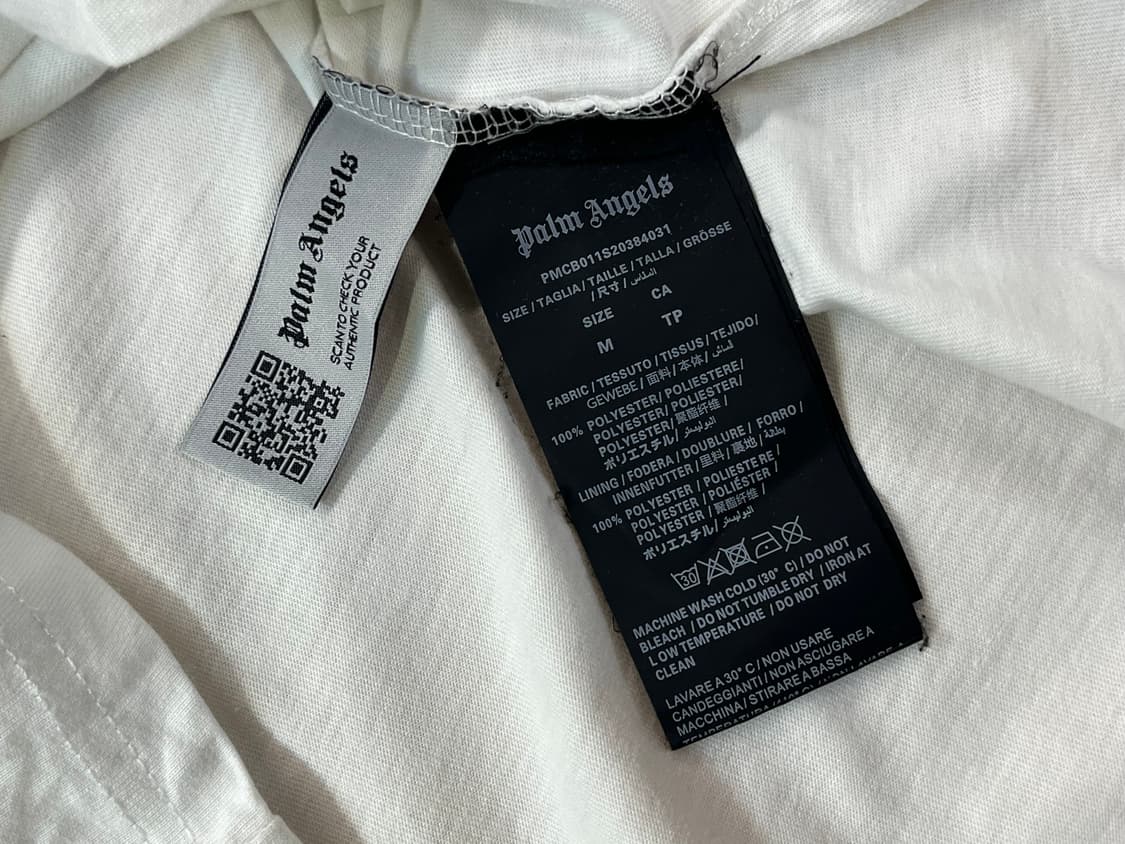 Palm Angels
SCAN TO CHECK YOUR
AUTHENTIC PRODUCT
Palm Angels
PMCB011S20384031
SIZE / TAGLIA / TAILLE / TALLA / GRÖSSE
/ 尺寸 / المقاس
SIZE CA
M TP
FABRIC / TESSUTO / TISSUS / TEJIDO /
GEWEBE / 面料 / 本体 / القماش
100% POLYESTER/ POLIESTERE/
POLYESTER/ POLIESTER/
POLYESTER/ 聚酯纤维 /
ポリエステル/ البوليستر
LINING / FODERA / DOUBLURE / FORRO /
INNENFUTTER / 里料 / 裏地 / بطانة
100% POLYESTER / POLIESTERE /
POLYESTER / POLIÉSTER /
POLYESTER / 聚酯纤维 /
ポリエステル/ البوليستر
30
MACHINE WASH COLD (30° C) / DO NOT
BLEACH / DO NOT TUMBLE DRY / IRON AT
LOW TEMPERATURE / DO NOT DRY
CLEAN
LAVARE A 30° C / NON USARE
CANDEGGIANTI / NON ASCIUGARE A
MACCHINA / STIRARE A BASSA
TEMPERATURA